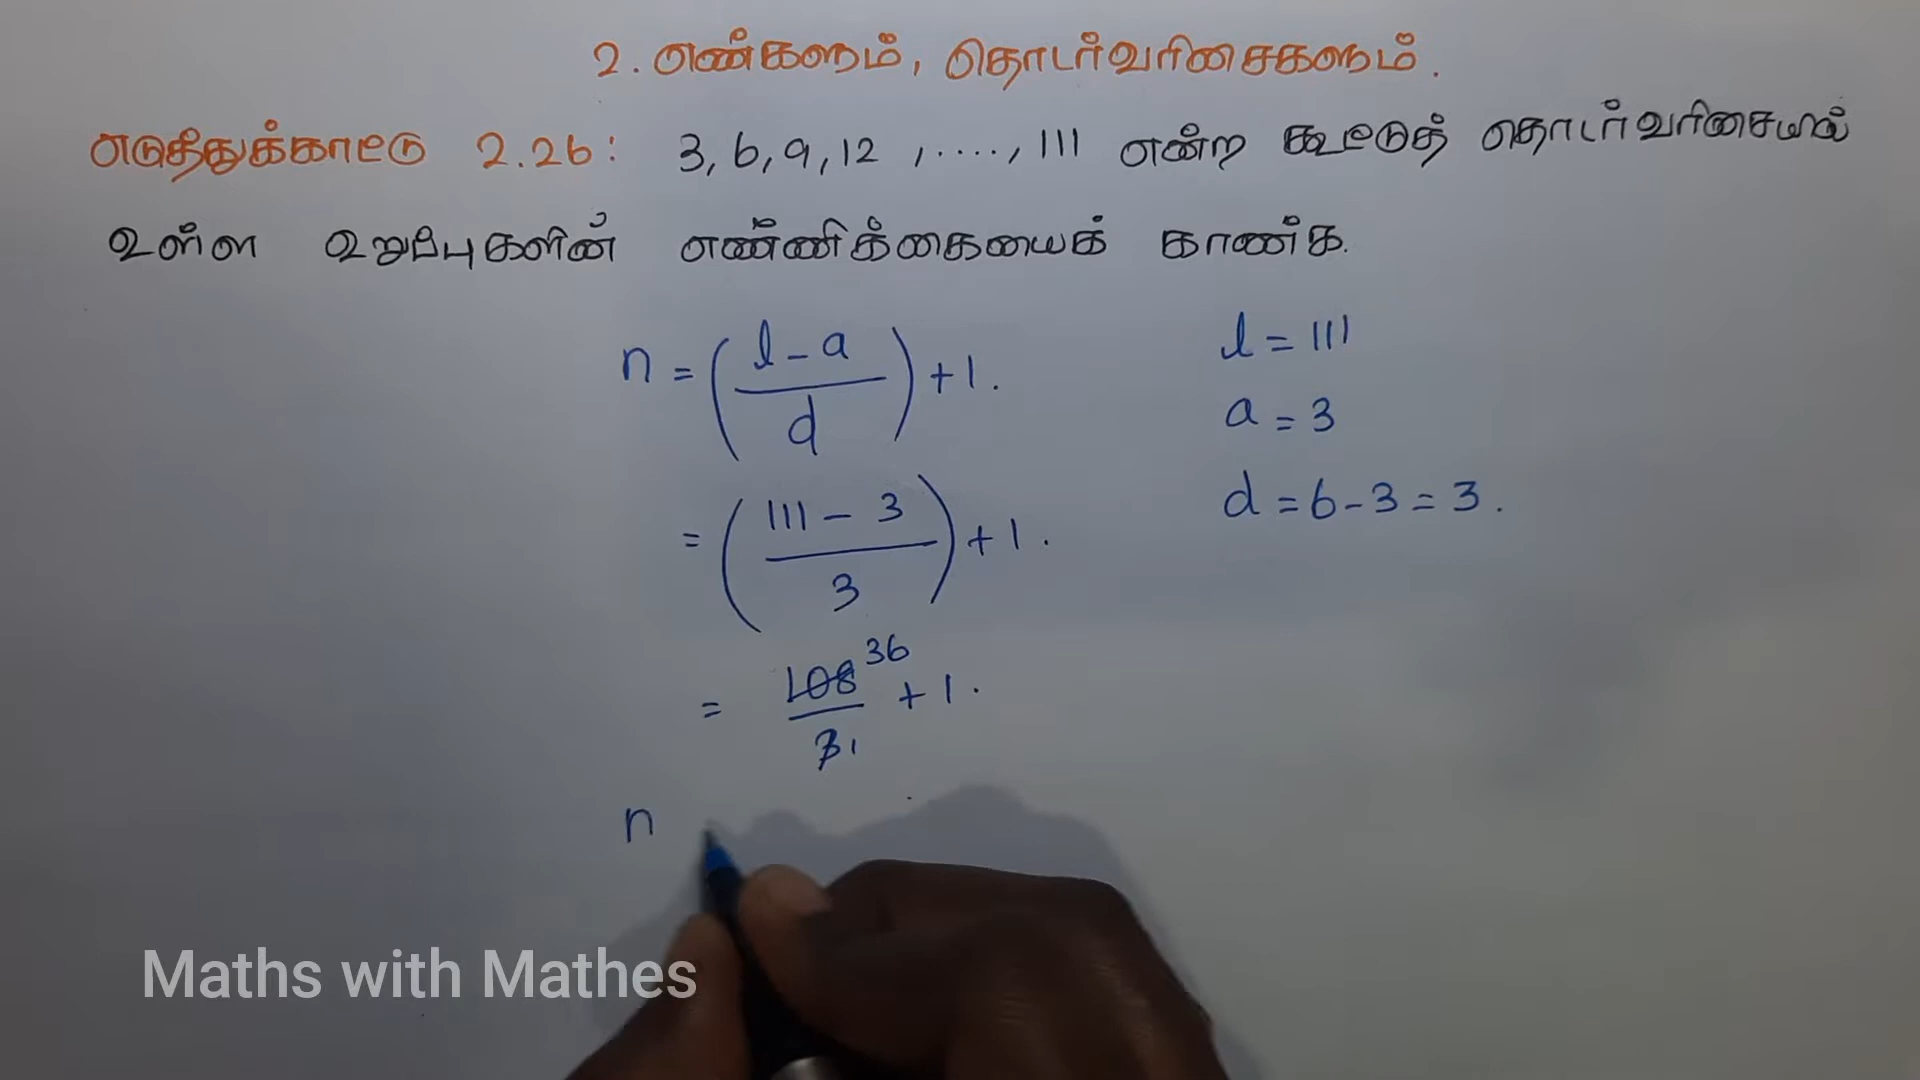 2. எண்களும், தொடர்வரிசைகளும்.
எடுத்துக்காட்டு 2.26: 3, 6, 9, 12 , ...., 111 என்ற கூட்டுத் தொடர்வரிசையில்
உள்ள உறுப்புகளின் எண்ணிக்கையைக் காண்க.
n = ( l - a / d ) + 1. l = 111
a = 3
= ( 111 - 3 / 3 ) + 1. d = 6 - 3 = 3.
= 108 36 / 3 1 + 1.
n
Maths with Mathes